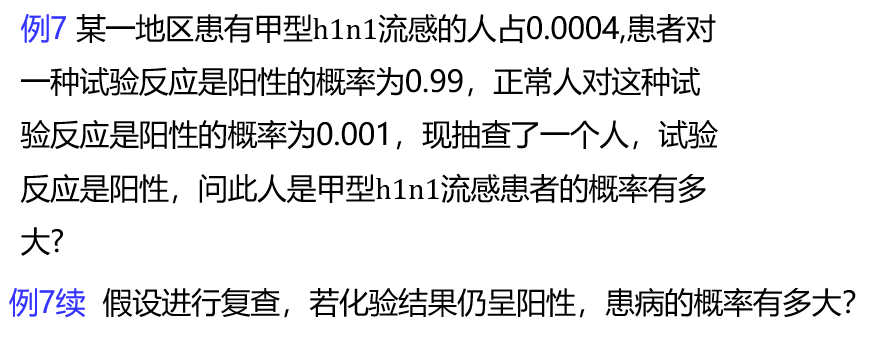 例7 某一地区患有甲型h1n1流感的人占0.0004,患者对
一种试验反应是阳性的概率为0.99，正常人对这种试
验反应是阳性的概率为0.001，现抽查了一个人，试验
反应是阳性，问此人是甲型h1n1流感患者的概率有多
大?
例7续 假设进行复查，若化验结果仍呈阳性，患病的概率有多大?